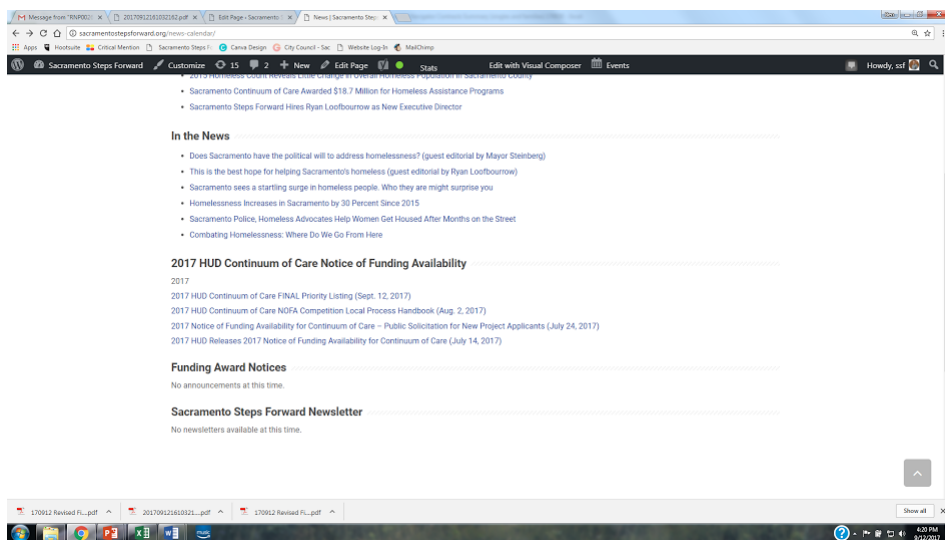 Message from "RNP002
20170912161032162.pdf
Edit Page ‹ Sacramento S
News | Sacramento Step
sacramentostepsforward.org/news-calendar/
Apps Hootsuite Critical Mention Sacramento Steps F Canva Design City Council - Sac Website Log-In MailChimp
Sacramento Steps Forward Customize 15 2 + New Edit Page Stats Edit with Visual Composer Events Howdy, ssf
2015 Homeless Count Reveals Little Change in Overall Homeless Population in Sacramento County
Sacramento Continuum of Care Awarded $18.7 Million for Homeless Assistance Programs
Sacramento Steps Forward Hires Ryan Loofbourrow as New Executive Director
In the News
Does Sacramento have the political will to address homelessness? (guest editorial by Mayor Steinberg)
This is the best hope for helping Sacramento's homeless (guest editorial by Ryan Loofbourrow)
Sacramento sees a startling surge in homeless people. Who they are might surprise you
Homelessness Increases in Sacramento by 30 Percent Since 2015
Sacramento Police, Homeless Advocates Help Women Get Housed After Months on the Street
Combating Homelessness: Where Do We Go From Here
2017 HUD Continuum of Care Notice of Funding Availability
2017
2017 HUD Continuum of Care FINAL Priority Listing (Sept. 12, 2017)
2017 HUD Continuum of Care NOFA Competition Local Process Handbook (Aug. 2, 2017)
2017 Notice of Funding Availability for Continuum of Care – Public Solicitation for New Project Applicants (July 24, 2017)
2017 HUD Releases 2017 Notice of Funding Availability for Continuum of Care (July 14, 2017)
Funding Award Notices
No announcements at this time.
Sacramento Steps Forward Newsletter
No newsletters available at this time.
170912 Revised Fi....pdf 201709121610321....pdf 170912 Revised Fi....pdf Show all
4:20 PM
9/12/2017